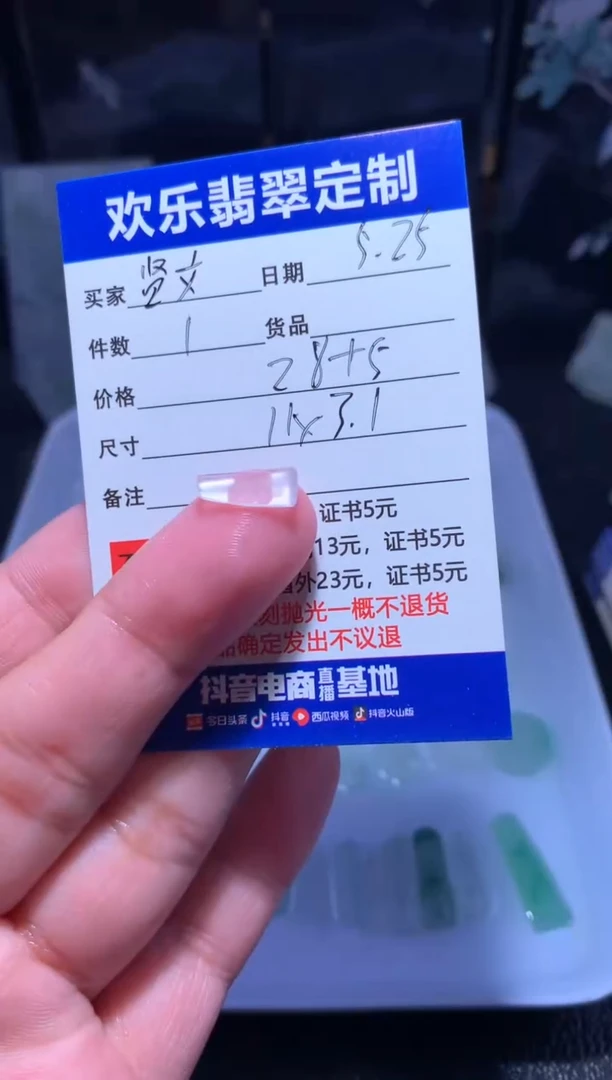 欢乐翡翠定制
买家 贤文 日期 5.25
件数 1 货品
价格 28+5
尺寸 11x3.1
备注
证书5元
13元，证书5元
外23元，证书5元
刻抛光一概不退货
品确定发出不议退
抖音电商直播基地
今日头条 抖音 西瓜视频 抖音火山版